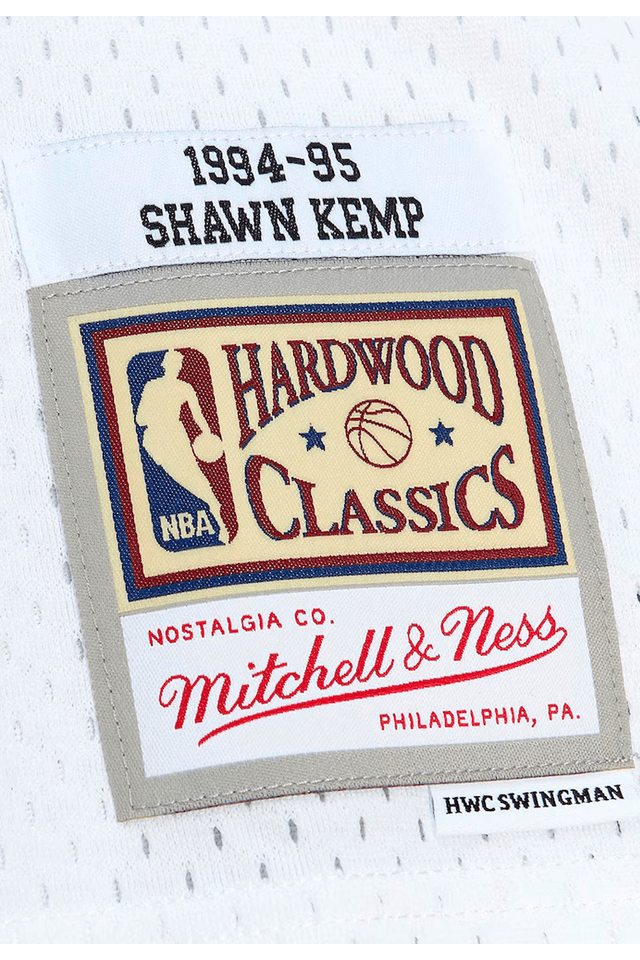 1994-95
SHAWN KEMP
HARDWOOD
CLASSICS
NBA
NOSTALGIA CO.
Mitchell & Ness
PHILADELPHIA, PA.
HWC SWINGMAN